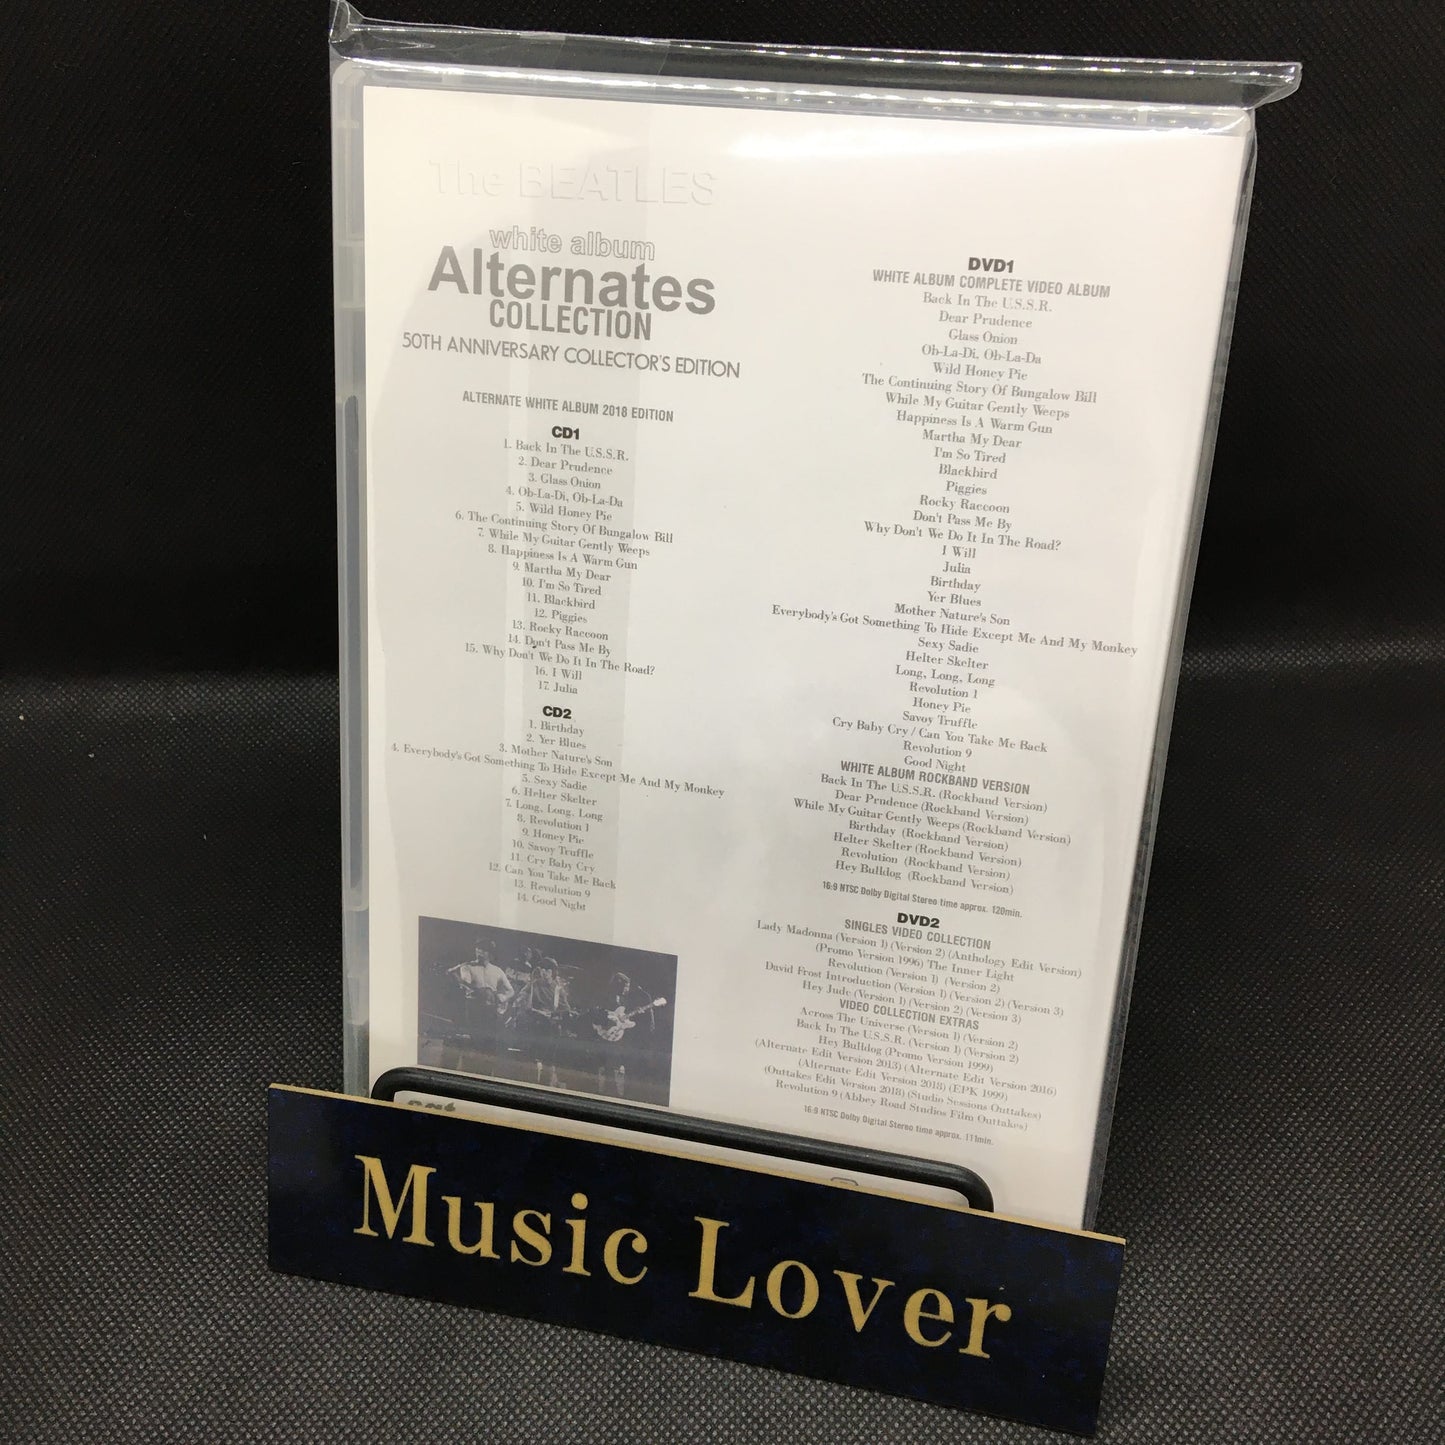 The BEATLES
white album
Alternates
COLLECTION
50TH ANNIVERSARY COLLECTOR'S EDITION
ALTERNATE WHITE ALBUM 2018 EDITION
CD1
1. Back In The U.S.S.R.
2. Dear Prudence
3. Glass Onion
4. Ob-La-Di, Ob-La-Da
5. Wild Honey Pie
6. The Continuing Story Of Bungalow Bill
7. While My Guitar Gently Weeps
8. Happiness Is A Warm Gun
9. Martha My Dear
10. I'm So Tired
11. Blackbird
12. Piggies
13. Rocky Raccoon
14. Don't Pass Me By
15. Why Don't We Do It In The Road?
16. I Will
17. Julia
CD2
1. Birthday
2. Yer Blues
3. Mother Nature's Son
4. Everybody's Got Something To Hide Except Me And My Monkey
5. Sexy Sadie
6. Helter Skelter
7. Long, Long, Long
8. Revolution 1
9. Honey Pie
10. Savoy Truffle
11. Cry Baby Cry
12. Can You Take Me Back
13. Revolution 9
14. Good Night
DVD1
WHITE ALBUM COMPLETE VIDEO ALBUM
Back In The U.S.S.R.
Dear Prudence
Glass Onion
Ob-La-Di, Ob-La-Da
Wild Honey Pie
The Continuing Story Of Bungalow Bill
While My Guitar Gently Weeps
Happiness Is A Warm Gun
Martha My Dear
I'm So Tired
Blackbird
Piggies
Rocky Raccoon
Don't Pass Me By
Why Don't We Do It In The Road?
I Will
Julia
Birthday
Yer Blues
Mother Nature's Son
Everybody's Got Something To Hide Except Me And My Monkey
Sexy Sadie
Helter Skelter
Long, Long, Long
Revolution 1
Honey Pie
Savoy Truffle
Cry Baby Cry / Can You Take Me Back
Revolution 9
Good Night
WHITE ALBUM ROCKBAND VERSION
Back In The U.S.S.R. (Rockband Version)
Dear Prudence (Rockband Version)
While My Guitar Gently Weeps (Rockband Version)
Birthday (Rockband Version)
Helter Skelter (Rockband Version)
Revolution (Rockband Version)
Hey Bulldog (Rockband Version)
16:9 NTSC Dolby Digital Stereo time approx. 120min.
DVD2
SINGLES VIDEO COLLECTION
Lady Madonna (Version 1) (Version 2) (Anthology Edit Version)
(Promo Version 1996) The Inner Light
Revolution (Version 1) (Version 2)
David Frost Introduction (Version 1) (Version 2) (Version 3)
Hey Jude (Version 1) (Version 2) (Version 3)
VIDEO COLLECTION EXTRAS
Across The Universe (Version 1) (Version 2)
Back In The U.S.S.R. (Version 1) (Version 2)
Hey Bulldog (Promo Version 1999)
(Alternate Edit Version 2013) (Alternate Edit Version 2016)
(Alternate Edit Version 2018) (EPK 1999)
(Outtakes Edit Version 2018) (Studio Sessions Outtakes)
Revolution 9 (Abbey Road Studios Film Outtakes)
16:9 NTSC Dolby Digital Stereo time approx. 111min.
Music Lover